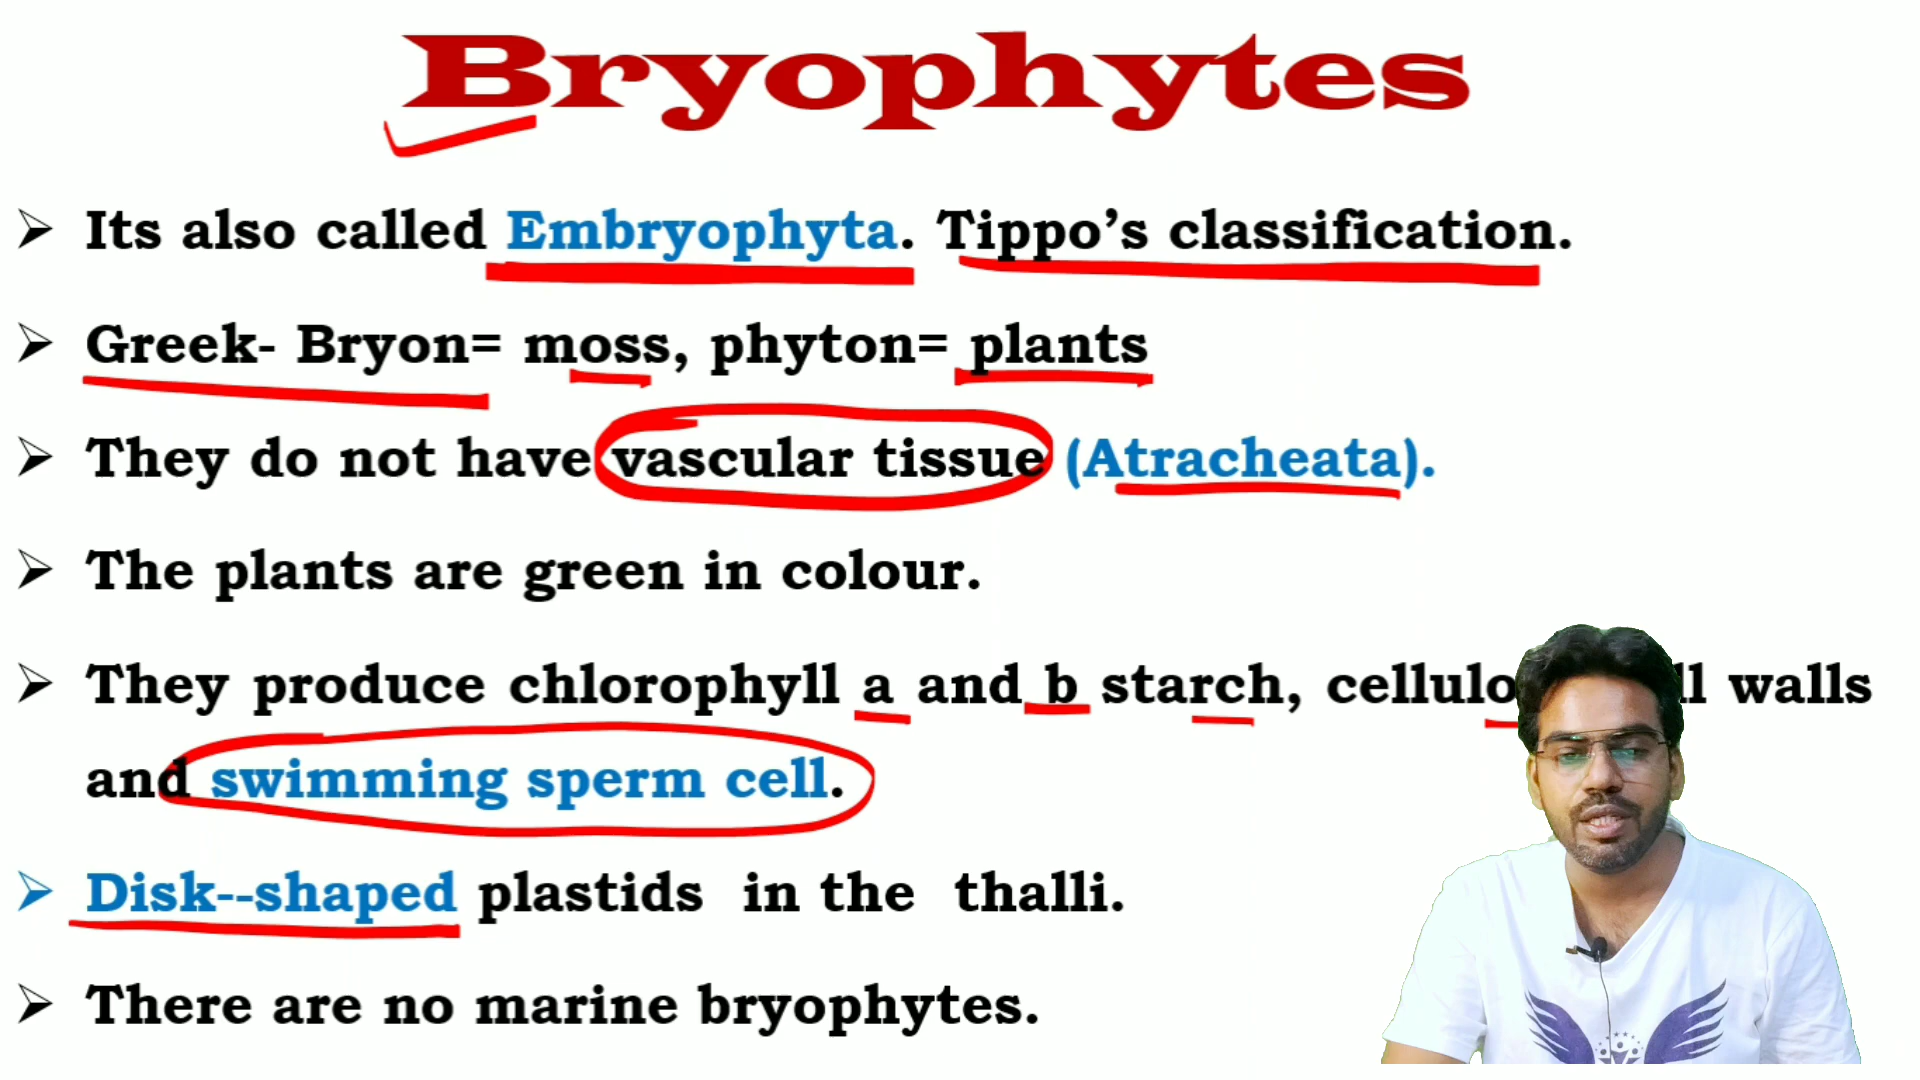 Bryophytes
Its also called Embryophyta. Tippo's classification.
Greek- Bryon= moss, phyton= plants
They do not have vascular tissue (Atracheata).
The plants are green in colour.
They produce chlorophyll a and b starch, walls
and swimming sperm cell.
Disk--shaped plastids in the thalli.
There are no marine bryophytes.